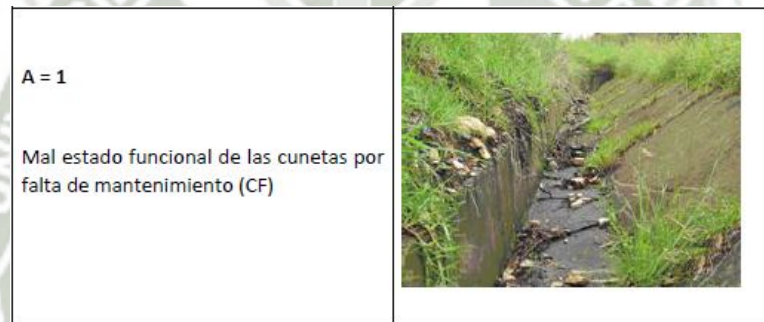 A = 1
Mal estado funcional de las cunetas por
falta de mantenimiento (CF)